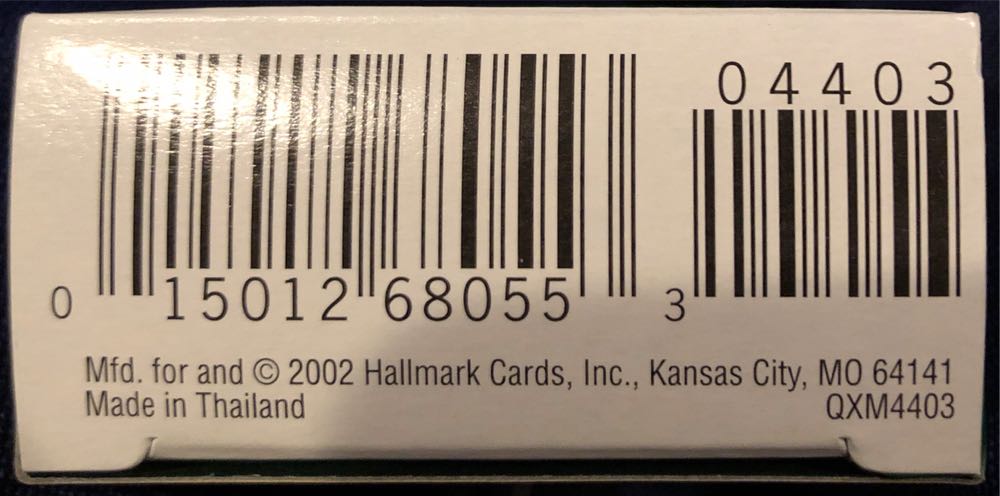 04403
0 15012 68055 3
Mfd. for and © 2002 Hallmark Cards, Inc., Kansas City, MO 64141
Made in Thailand QXM4403